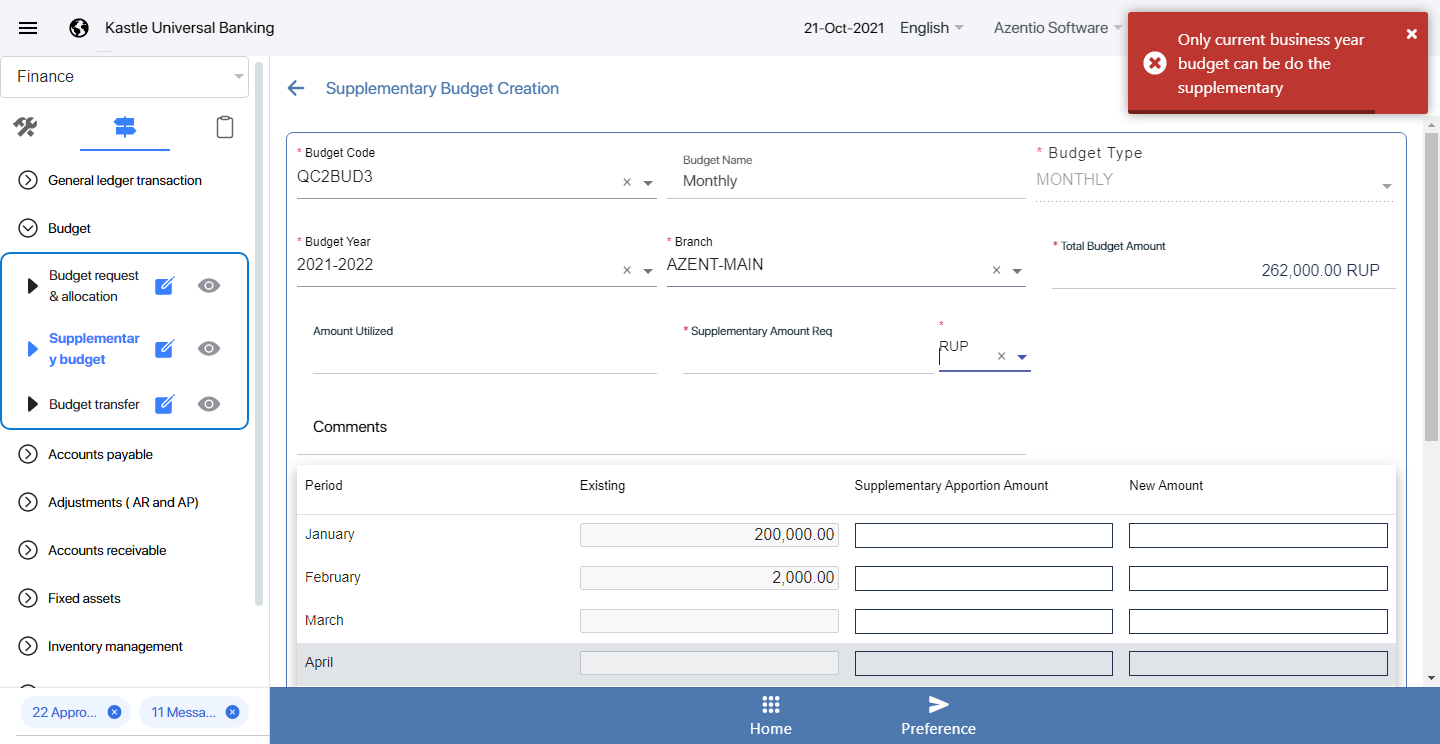 Kastle Universal Banking
21-Oct-2021
English
Azentio Software
Only current business year
budget can be do the
supplementary
Finance
General ledger transaction
Budget
Budget request
& allocation
Supplementar
y budget
Budget transfer
Accounts payable
Adjustments ( AR and AP)
Accounts receivable
Fixed assets
Inventory management
22 Appro...
11 Messa...
Supplementary Budget Creation
* Budget Code
QC2BUD3
Budget Name
Monthly
* Budget Type
MONTHLY
* Budget Year
2021-2022
* Branch
AZENT-MAIN
* Total Budget Amount
262,000.00 RUP
Amount Utilized
* Supplementary Amount Req
*
RUP
Comments
Period Existing Supplementary Apportion Amount New Amount
January 200,000.00
February 2,000.00
March
April
Home
Preference